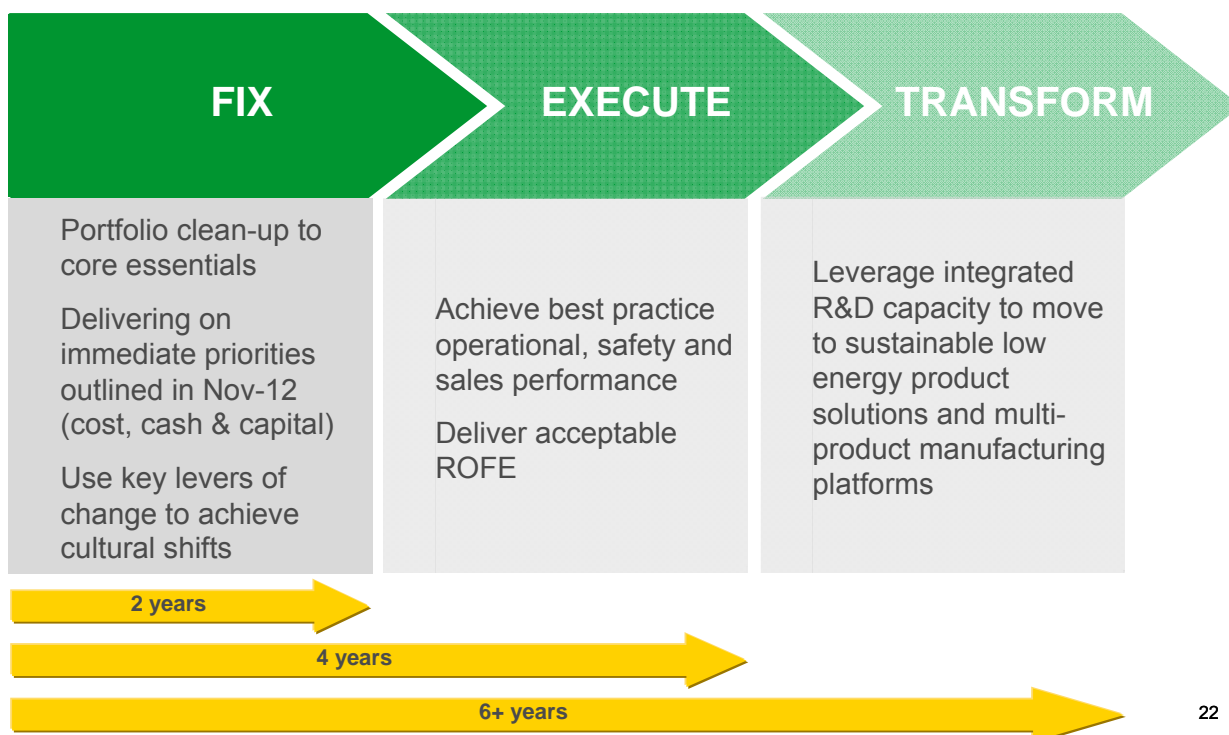 FIX
EXECUTE
TRANSFORM
Portfolio clean-up to
core essentials
Delivering on
immediate priorities
outlined in Nov-12
(cost, cash & capital)
Use key levers of
change to achieve
cultural shifts
Achieve best practice
operational, safety and
sales performance
Deliver acceptable
ROFE
Leverage integrated
R&D capacity to move
to sustainable low
energy product
solutions and multi-
product manufacturing
platforms
2 years
4 years
6+ years
22